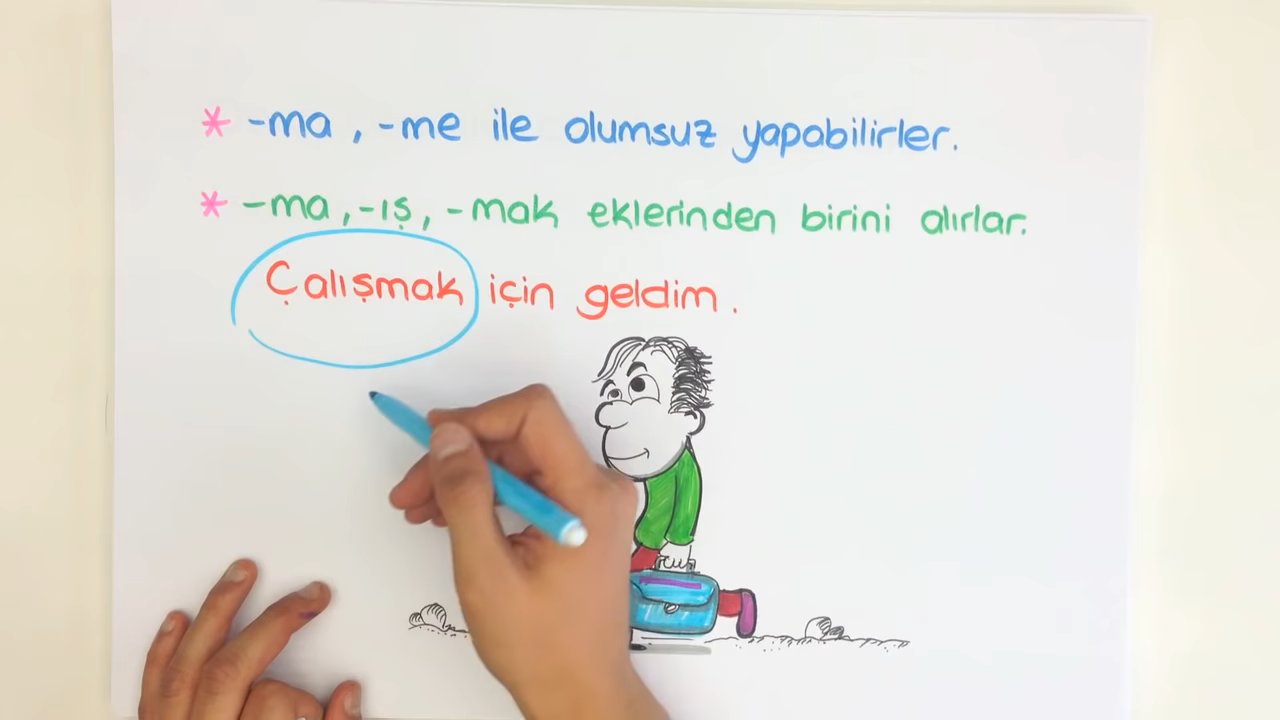 * -ma, -me ile olumsuz yapabilirler.
* -ma, -ış, -mak eklerinden birini alırlar.
Çalışmak için geldim.